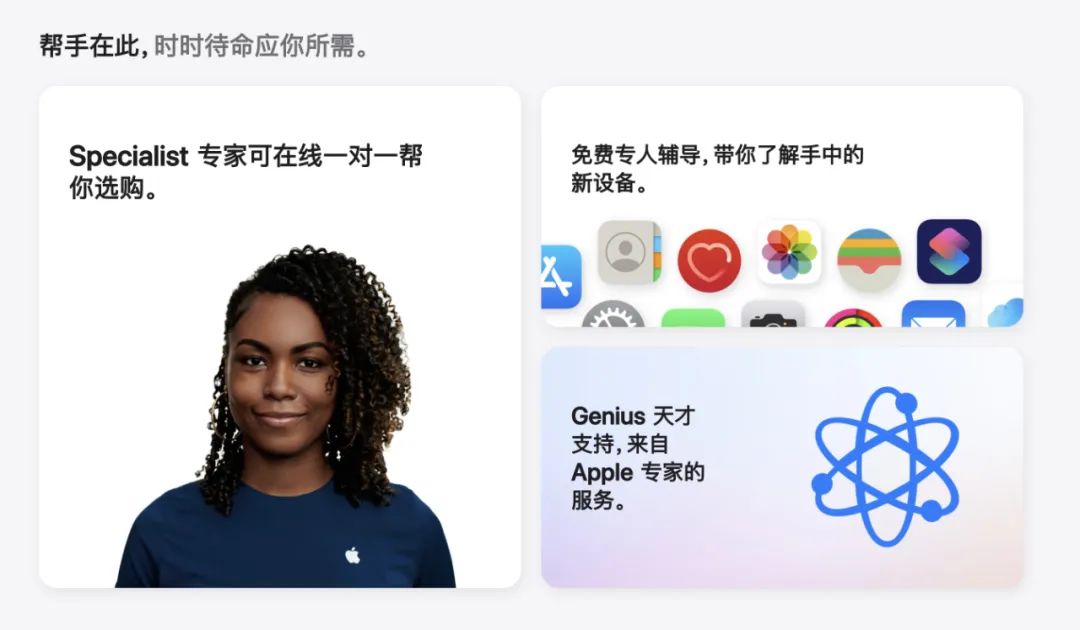 帮手在此，时时待命应你所需。
Specialist 专家可在线一对一帮
你选购。
免费专人辅导，带你了解手中的
新设备。
Genius 天才
支持，来自
Apple 专家的
服务。